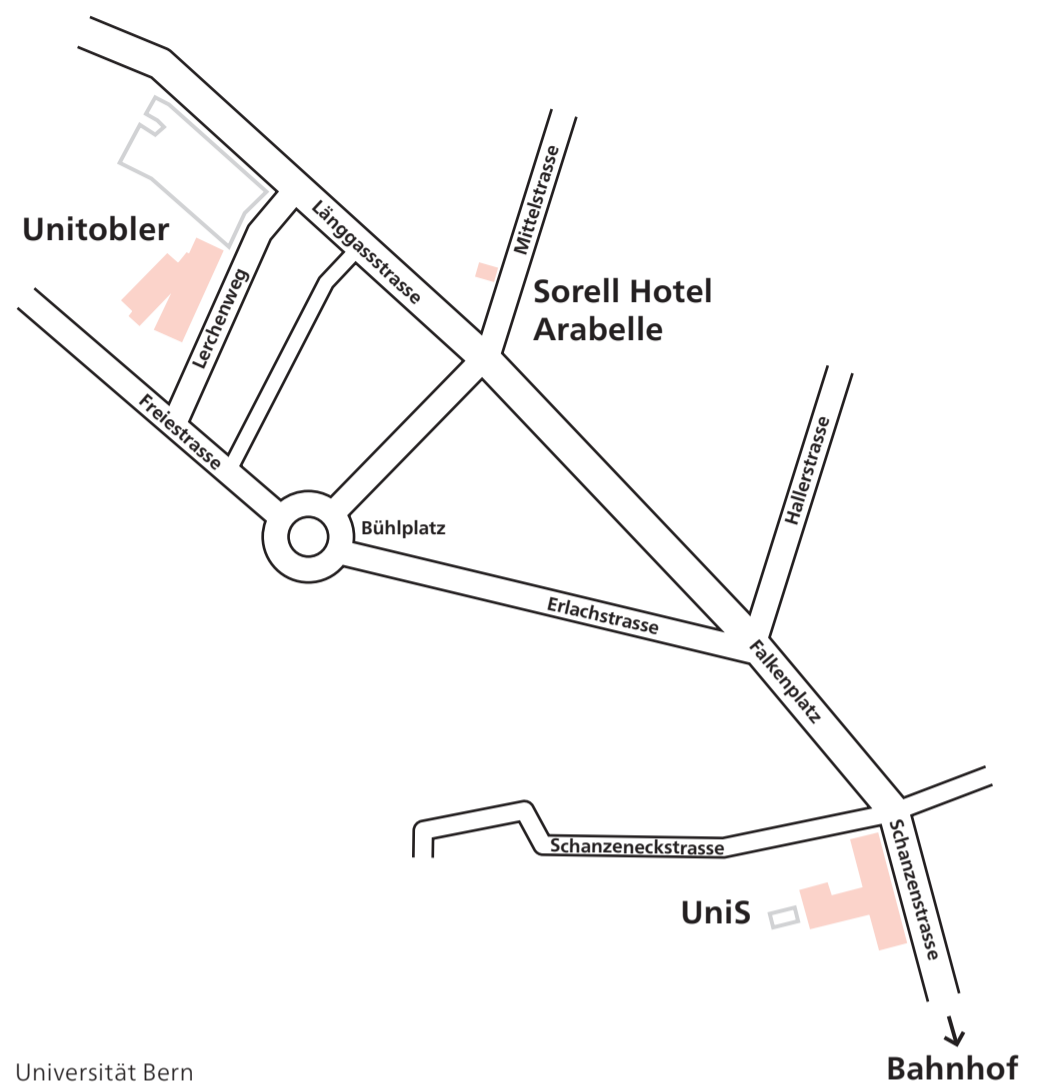 Mittelstrasse
Unitobler
Länggassstrasse
Sorell Hotel
Arabelle
Lerchenweg
Freiestrasse
Hallerstrasse
Bühlplatz
Erlachstrasse
Falkenplatz
Schanzeneckstrasse
Schanzenstrasse
UniS
Bahnhof
Universität Bern